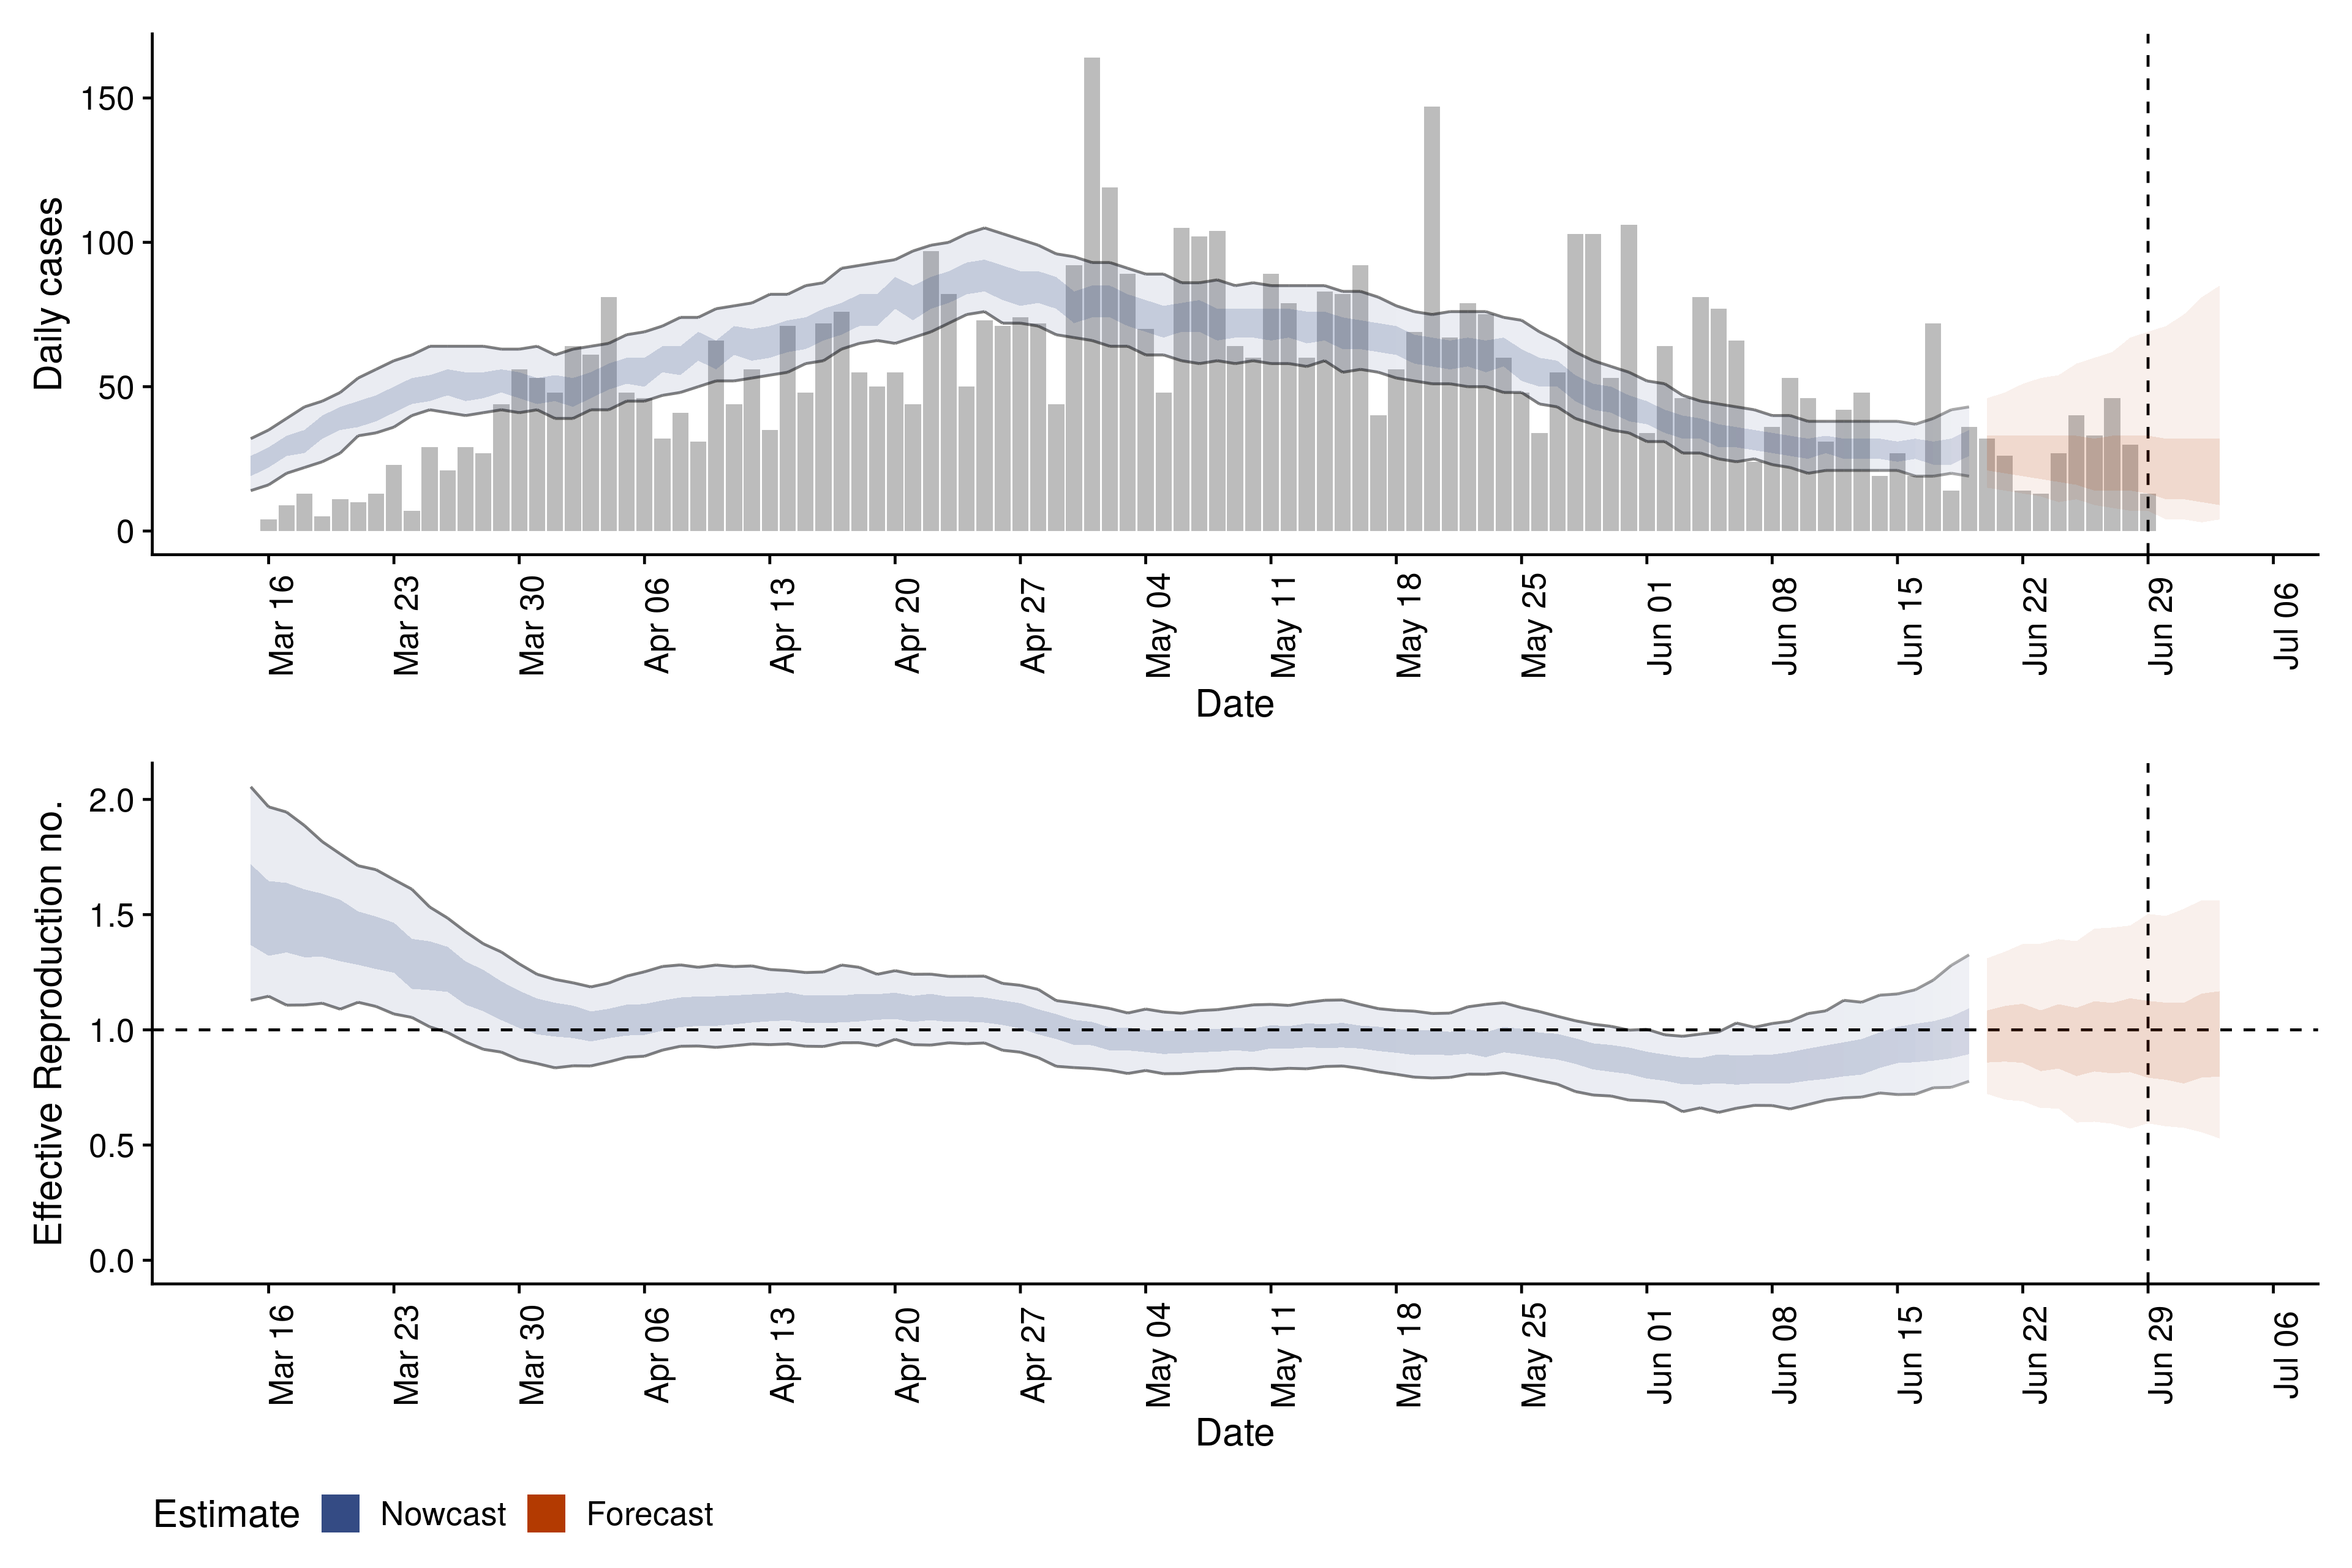 Daily cases
150
100
50
0
Mar 16
Mar 23
Mar 30
Apr 06
Apr 13
Apr 20
Apr 27
May 04
May 11
May 18
May 25
Jun 01
Jun 08
Jun 15
Jun 22
Jun 29
Jul 06
Date
Effective Reproduction no.
2.0
1.5
1.0
0.5
0.0
Mar 16
Mar 23
Mar 30
Apr 06
Apr 13
Apr 20
Apr 27
May 04
May 11
May 18
May 25
Jun 01
Jun 08
Jun 15
Jun 22
Jun 29
Jul 06
Date
Estimate Nowcast Forecast